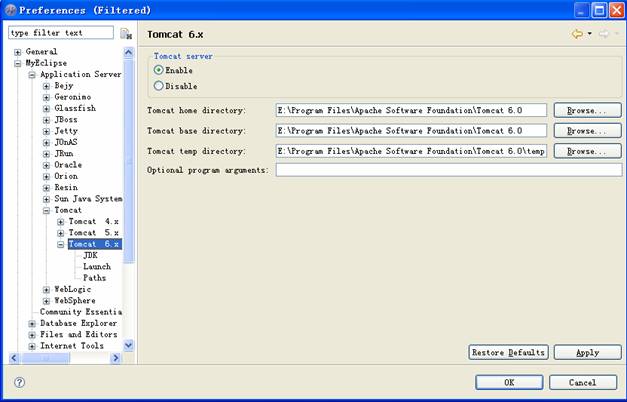 Preferences (Filtered)
type filter text
General
MyEclipse
Application Server
Bejy
Geronimo
Glassfish
JBoss
Jetty
JOnAS
JRun
Oracle
Orion
Resin
Sun Java System
Tomcat
Tomcat 4.x
Tomcat 5.x
Tomcat 6.x
JDK
Launch
Paths
WebLogic
WebSphere
Community Essentia
Database Explorer
Files and Editors
Internet Tools
Tomcat 6.x
Tomcat server
Enable
Disable
Tomcat home directory: E:\Program Files\Apache Software Foundation\Tomcat 6.0 Browse...
Tomcat base directory: E:\Program Files\Apache Software Foundation\Tomcat 6.0 Browse...
Tomcat temp directory: E:\Program Files\Apache Software Foundation\Tomcat 6.0\temp Browse...
Optional program arguments:
Restore Defaults Apply
? OK Cancel